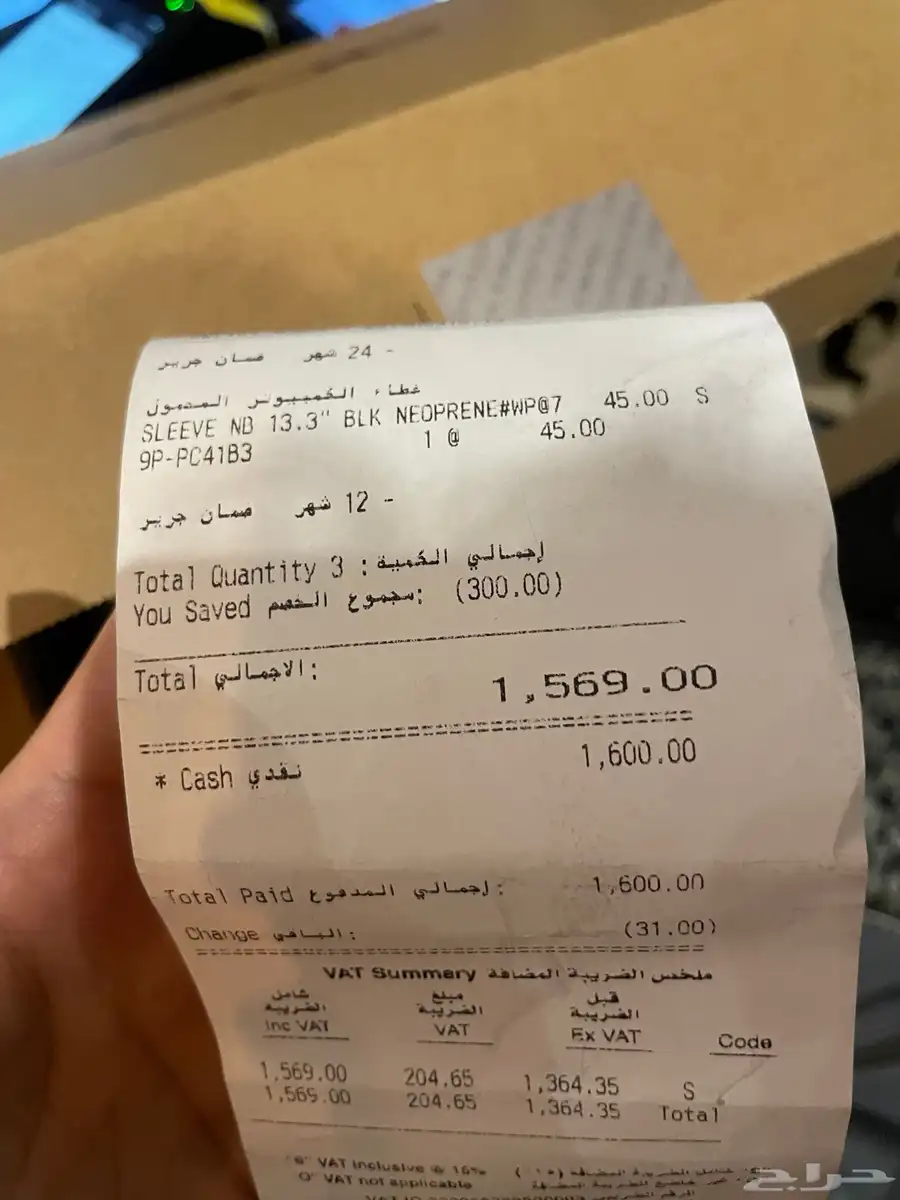 ضمان جرير 24 شهر -
غطاء الكمبيوتر المحمول
SLEEVE NB 13.3" BLK NEOPRENE#WP@7 45.00 S
9P-PC41B3 1 @ 45.00
ضمان جرير 12 شهر -
Total Quantity 3 : إجمالي الكمية
You Saved مجموع الخصم: (300.00)
Total الاجمالي: 1,569.00
* Cash نقدي 1,600.00
Total Paid إجمالي المدفوع: 1,600.00
Change الباقي: (31.00)
VAT Summary ملخص الضريبة المضافة
شامل الضريبة مبلغ الضريبة قبل الضريبة
Inc VAT VAT Ex VAT Code
1,569.00 204.65 1,364.35 S
1,569.00 204.65 1,364.35 Total
VAT Inclusive @ 15%
VAT not applicable
حراج